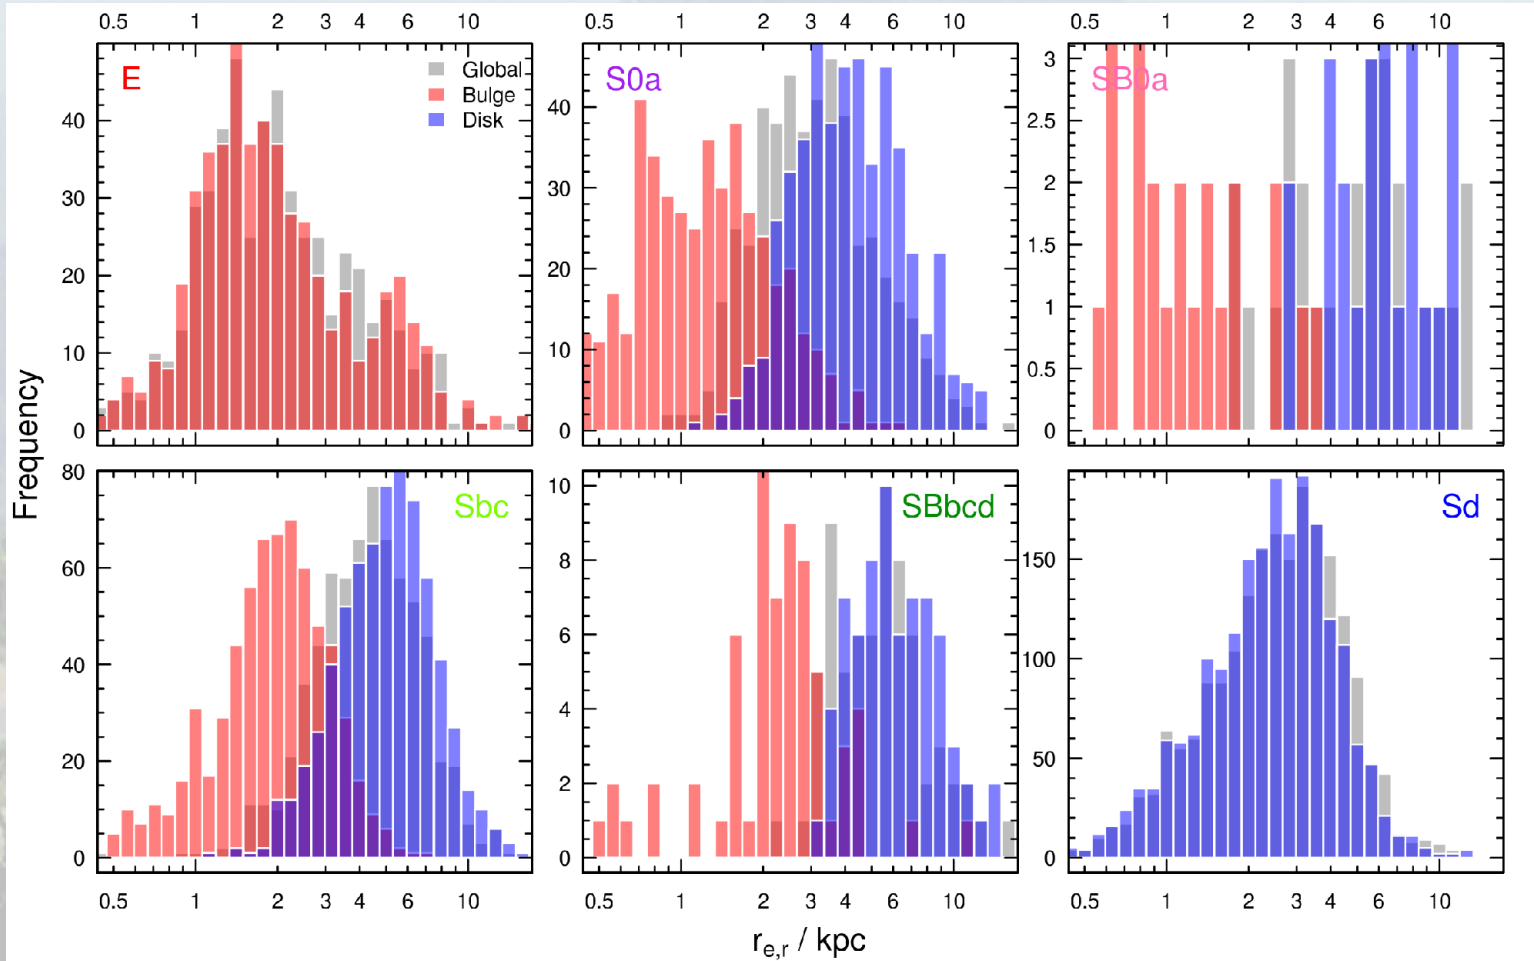 0.5 1 2 3 4 6 10
0.5 1 2 3 4 6 10
0.5 1 2 3 4 6 10
E
Global
Bulge
Disk
0 10 20 30 40
S0a
0 10 20 30 40
SB0a
0 0.5 1 1.5 2 2.5 3
Frequency
Sbc
0 20 40 60 80
SBbcd
0 2 4 6 8 10
Sd
0 50 100 150
0.5 1 2 3 4 6 10
0.5 1 2 3 4 6 10
0.5 1 2 3 4 6 10
r_e,r / kpc